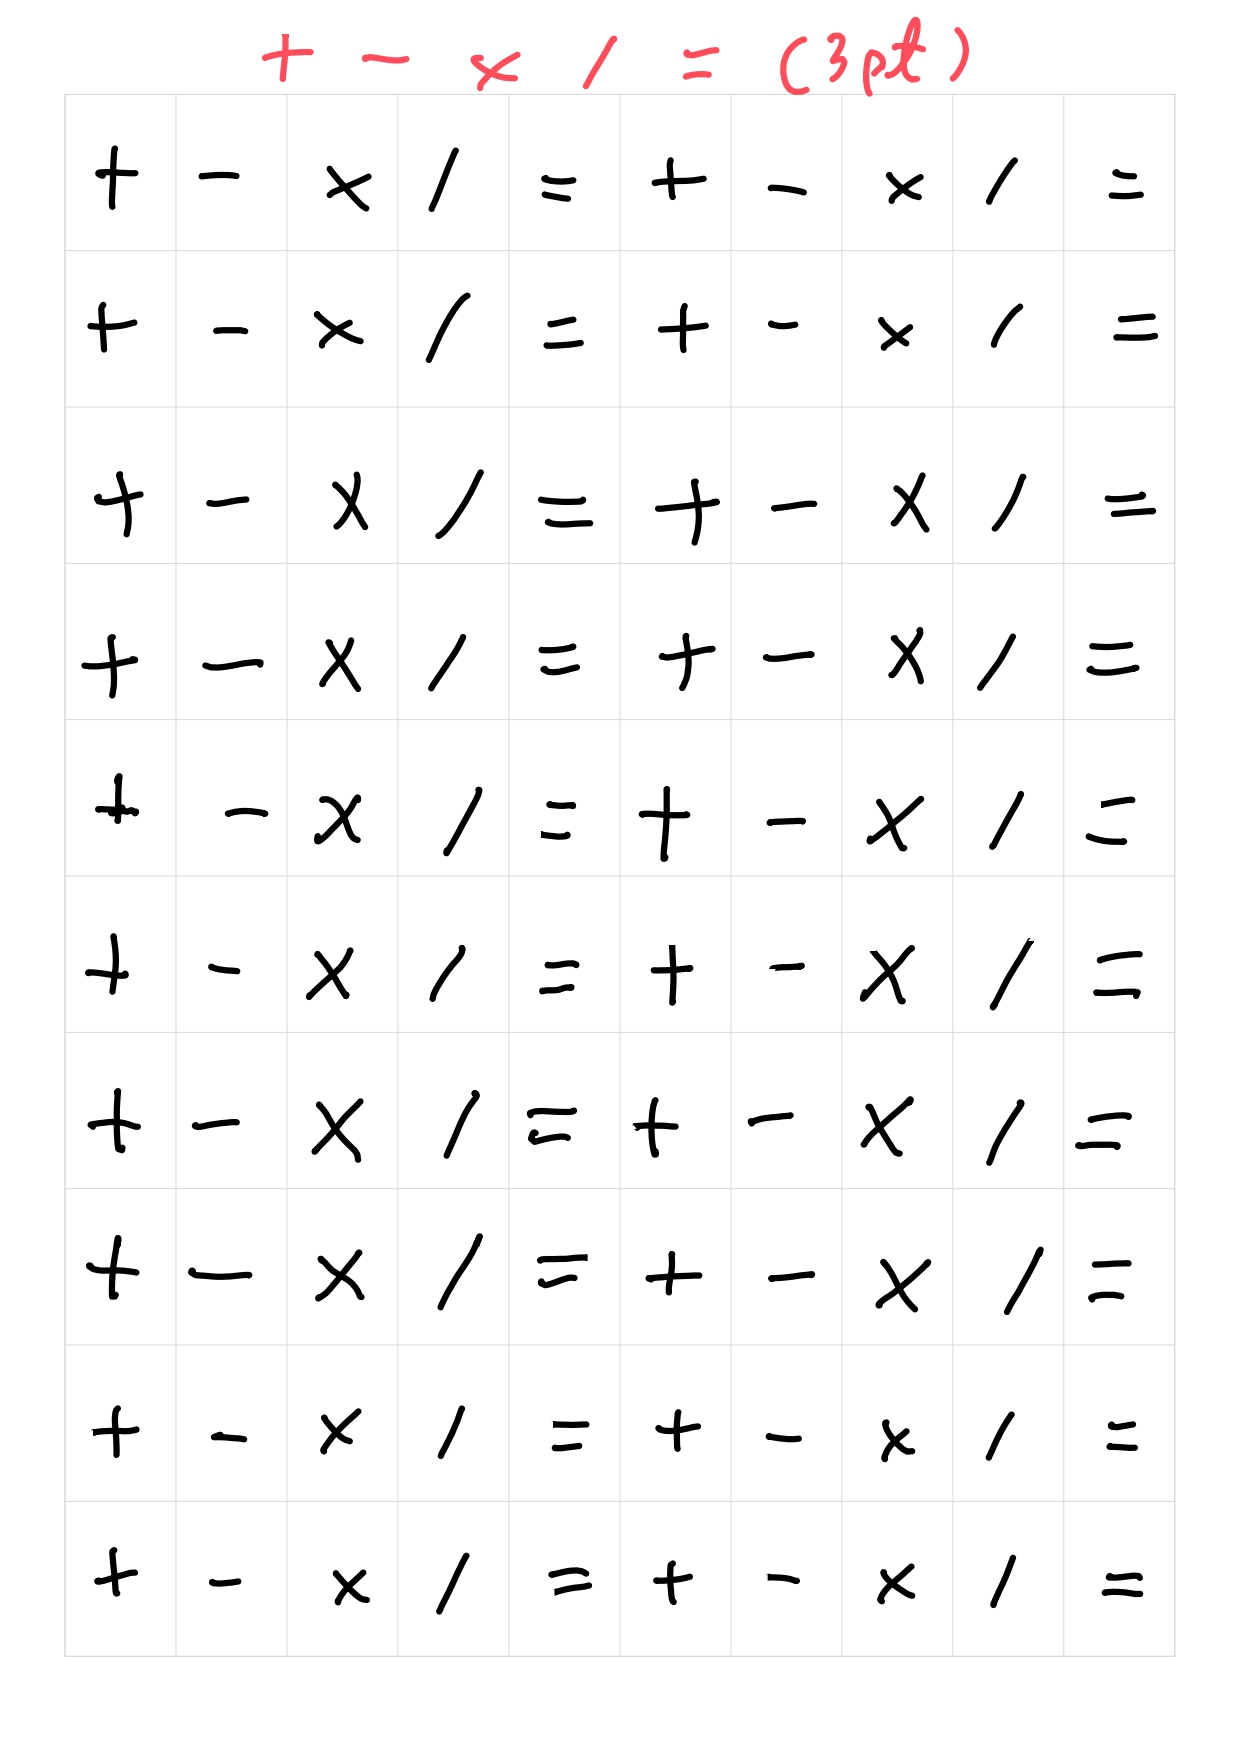 + - x / = (3pt)
+ - x / = + - x / =
+ - x / = + - x / =
+ - x / = + - x / =
+ - x / = + - x / =
+ - x / = + - x / =
+ - x / = + - x / =
+ - x / = + - x / =
+ - x / = + - x / =
+ - x / = + - x / =
+ - x / = + - x / =